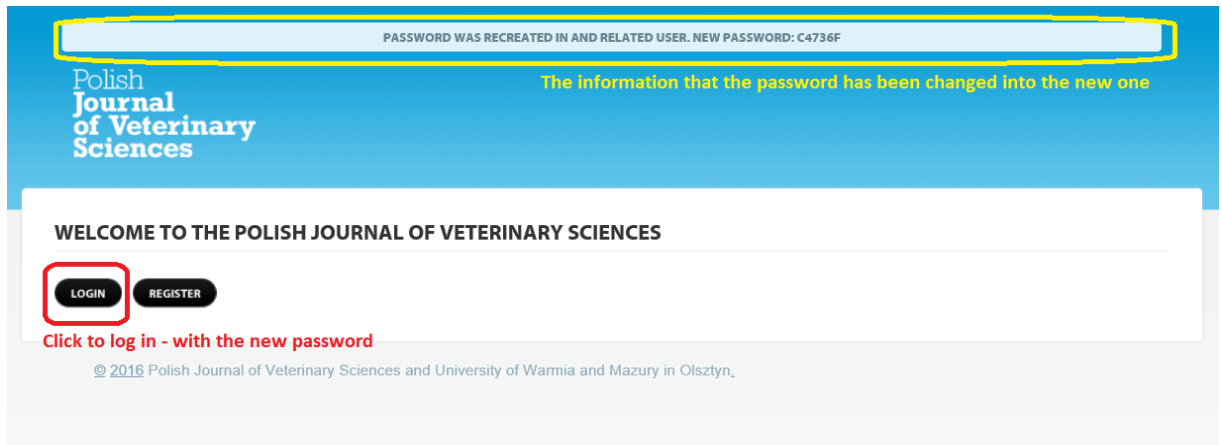 PASSWORD WAS RECREATED IN AND RELATED USER. NEW PASSWORD: C4736F
The information that the password has been changed into the new one
Polish
Journal
of Veterinary
Sciences
WELCOME TO THE POLISH JOURNAL OF VETERINARY SCIENCES
LOGIN REGISTER
Click to log in - with the new password
© 2016 Polish Journal of Veterinary Sciences and University of Warmia and Mazury in Olsztyn.